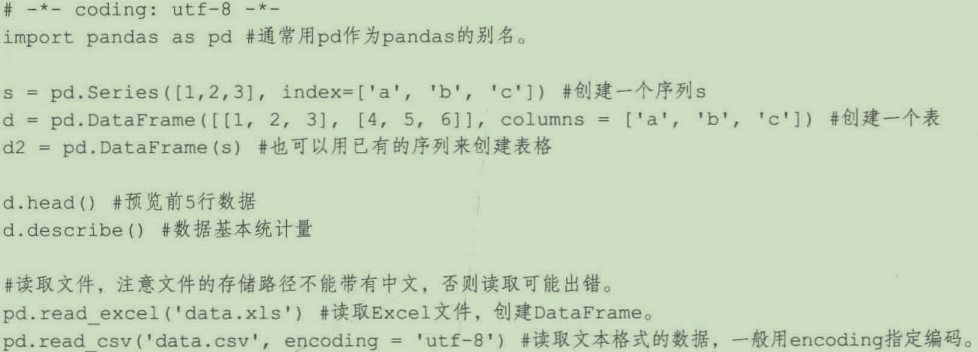 # -*- coding: utf-8 -*-
import pandas as pd #通常用pd作为pandas的别名。
s = pd.Series([1,2,3], index=['a', 'b', 'c']) #创建一个序列s
d = pd.DataFrame([[1, 2, 3], [4, 5, 6]], columns = ['a', 'b', 'c']) #创建一个表
d2 = pd.DataFrame(s) #也可以用已有的序列来创建表格
d.head() #预览前5行数据
d.describe() #数据基本统计量
#读取文件，注意文件的存储路径不能带有中文，否则读取可能出错。
pd.read_excel('data.xls') #读取Excel文件，创建DataFrame。
pd.read_csv('data.csv', encoding = 'utf-8') #读取文本格式的数据，一般用encoding指定编码。